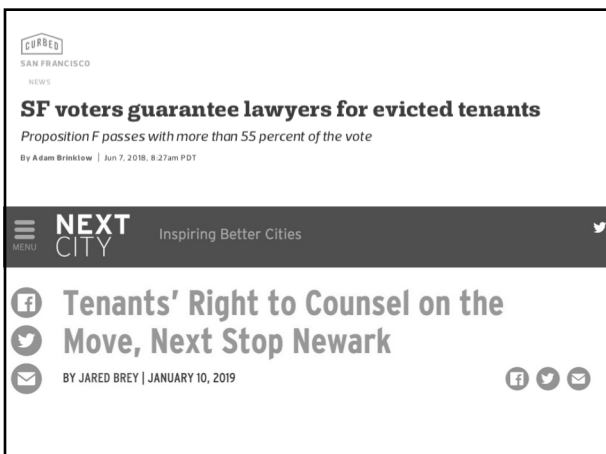 CURBED
SAN FRANCISCO
NEWS
SF voters guarantee lawyers for evicted tenants
Proposition F passes with more than 55 percent of the vote
By Adam Brinklow | Jun 7, 2018, 8:27am PDT
MENU
NEXT
CITY
Inspiring Better Cities
Tenants' Right to Counsel on the
Move, Next Stop Newark
BY JARED BREY | JANUARY 10, 2019